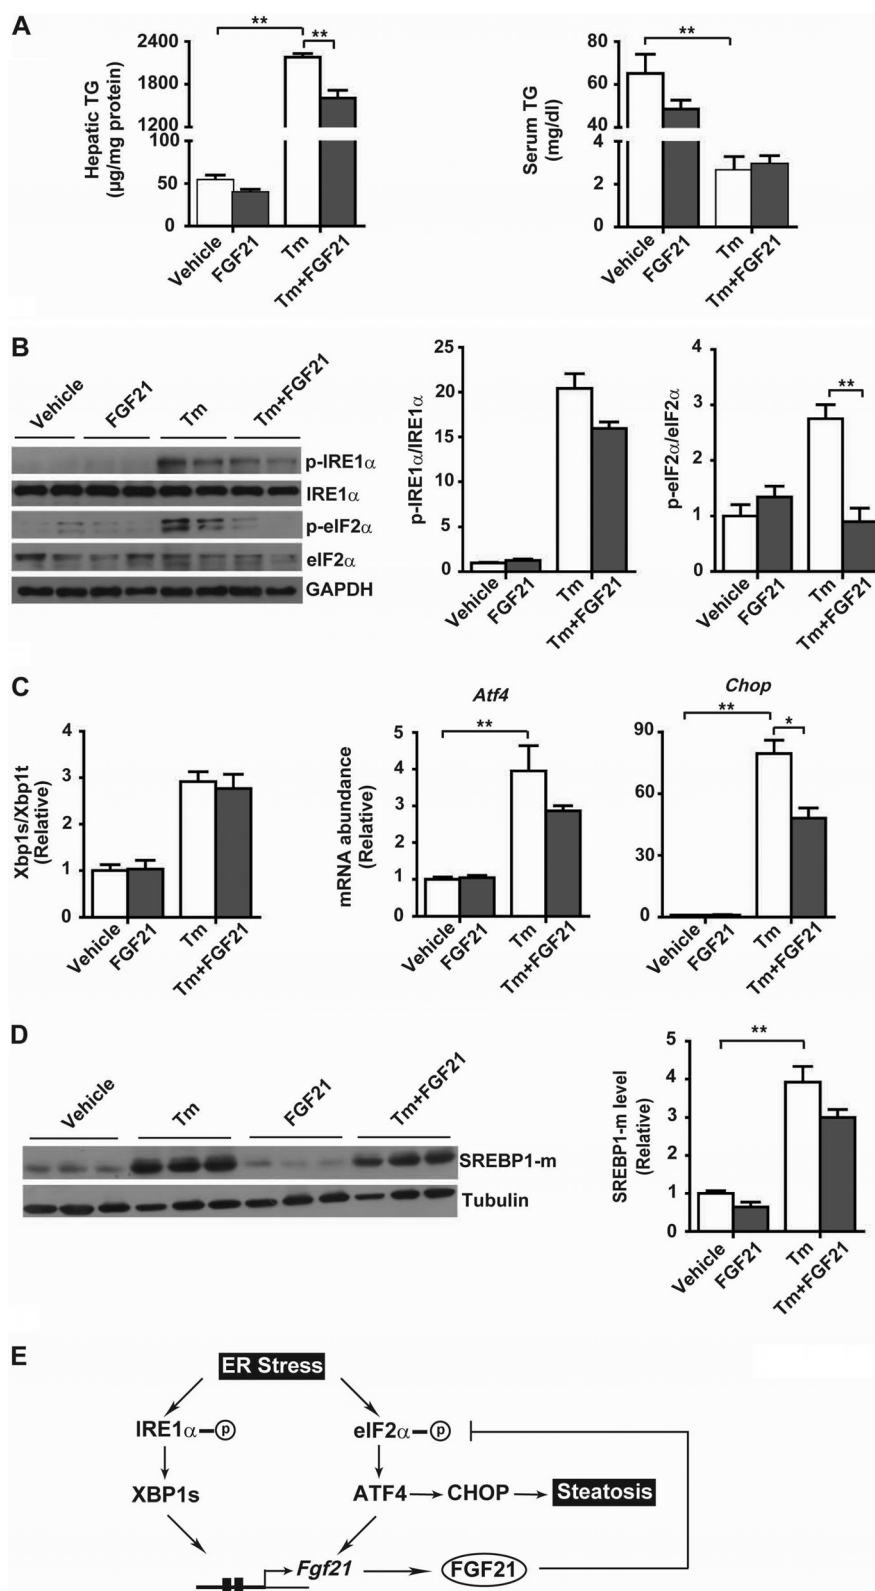 A
Hepatic TG
(µg/mg protein)
2400
1800
1200
100
50
0
**
**
Vehicle
FGF21
Tm
Tm+FGF21
Serum TG
(mg/dl)
80
60
40
4
2
0
**
Vehicle
FGF21
Tm
Tm+FGF21
B
Vehicle
FGF21
Tm
Tm+FGF21
p-IRE1α
IRE1α
p-eIF2α
eIF2α
GAPDH
p-IRE1α/IRE1α
25
20
15
10
5
0
Vehicle
FGF21
Tm
Tm+FGF21
p-eIF2α/eIF2α
4
3
2
1
0
**
Vehicle
FGF21
Tm
Tm+FGF21
C
Xbp1s/Xbp1t
(Relative)
4
3
2
1
0
Vehicle
FGF21
Tm
Tm+FGF21
Atf4
mRNA abundance
(Relative)
5
4
3
2
1
0
**
Vehicle
FGF21
Tm
Tm+FGF21
Chop
90
60
30
0
**
*
Vehicle
FGF21
Tm
Tm+FGF21
D
Vehicle
Tm
FGF21
Tm+FGF21
SREBP1-m
Tubulin
SREBP1-m level
(Relative)
5
4
3
2
1
0
**
Vehicle
FGF21
Tm
Tm+FGF21
E
ER Stress
IRE1α
p
eIF2α
p
XBP1s
ATF4
CHOP
Steatosis
Fgf21
FGF21